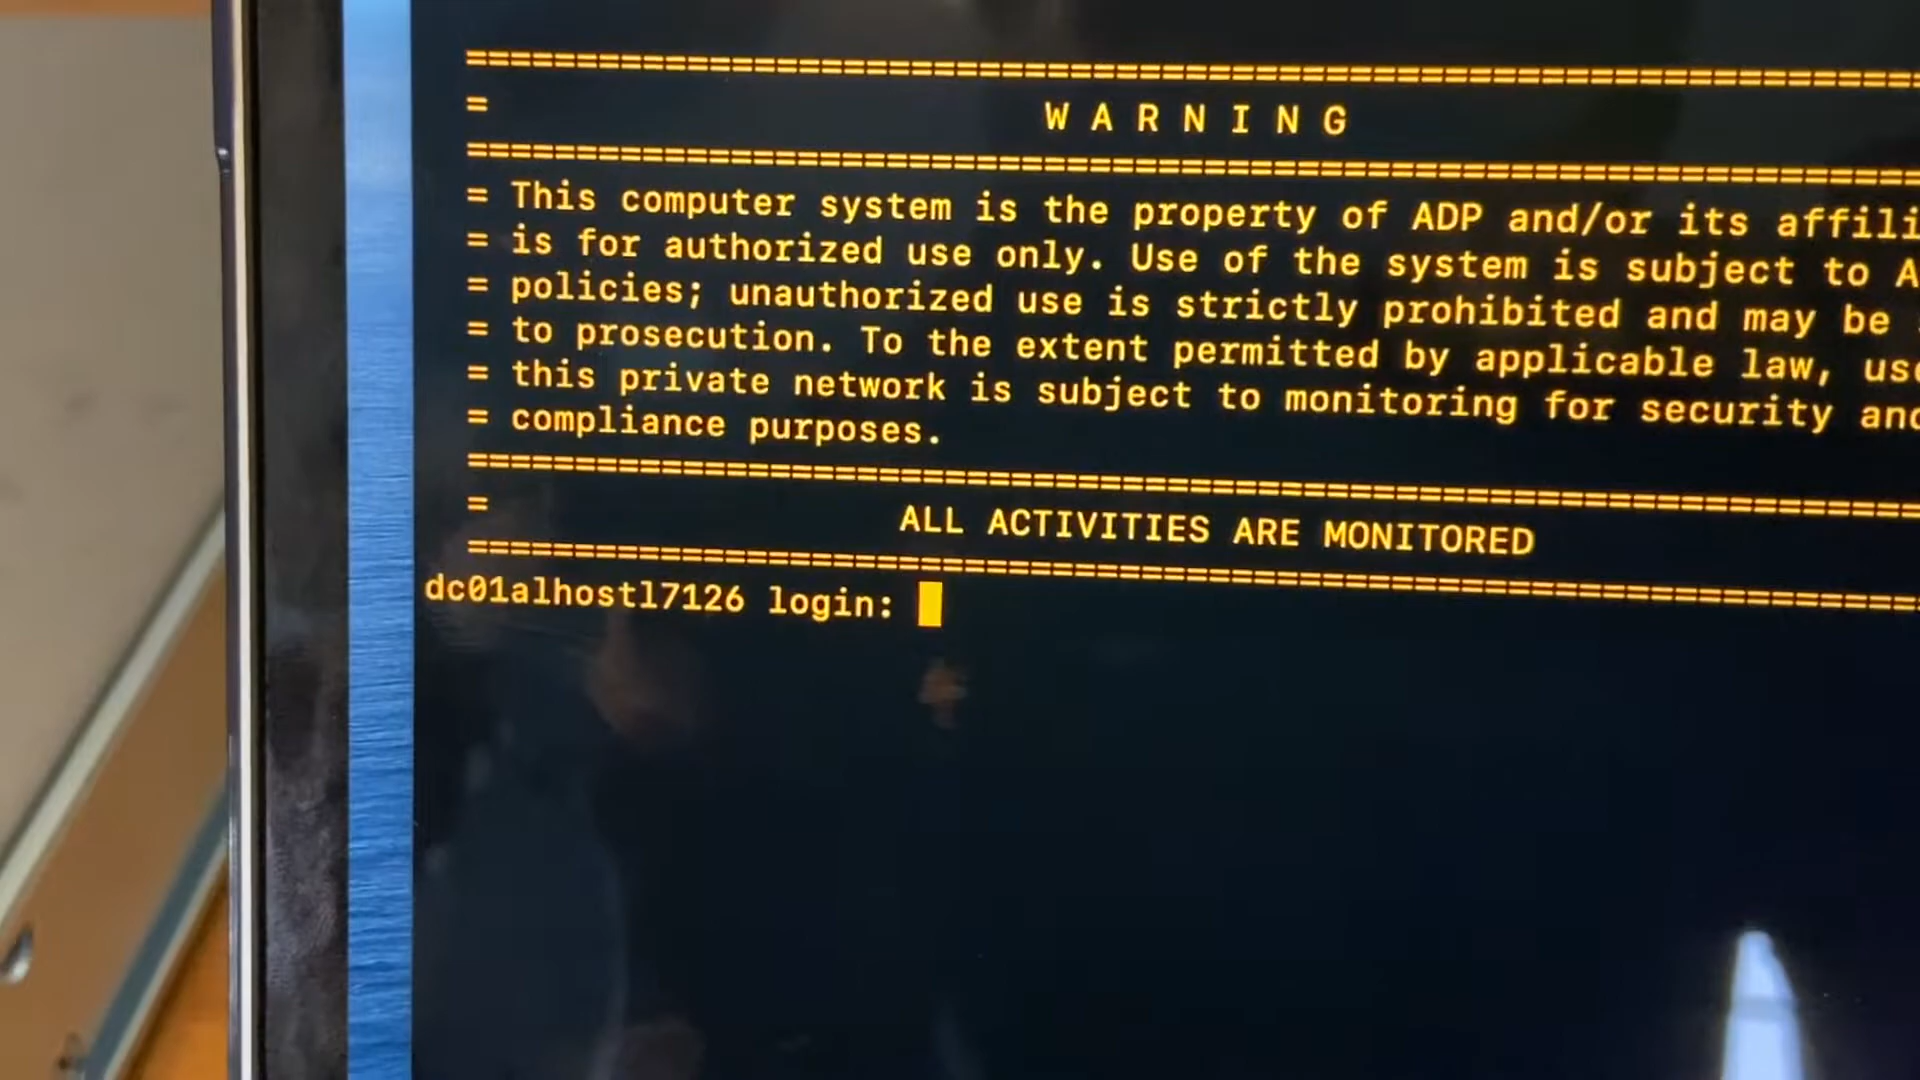 ================================================================
= W A R N I N G
================================================================
= This computer system is the property of ADP and/or its
= is for authorized use only. Use of the system is subject to
= policies; unauthorized use is strictly prohibited and may be
= to prosecution. To the extent permitted by applicable law,
= this private network is subject to monitoring for security
= compliance purposes.
================================================================
= ALL ACTIVITIES ARE MONITORED
================================================================
dc01alhostl7126 login: